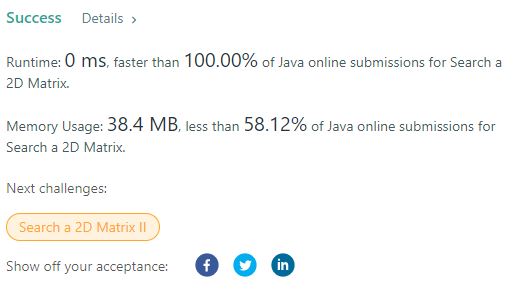 Success Details >
Runtime: 0 ms, faster than 100.00% of Java online submissions for Search a
2D Matrix.
Memory Usage: 38.4 MB, less than 58.12% of Java online submissions for
Search a 2D Matrix.
Next challenges:
Search a 2D Matrix II
Show off your acceptance: